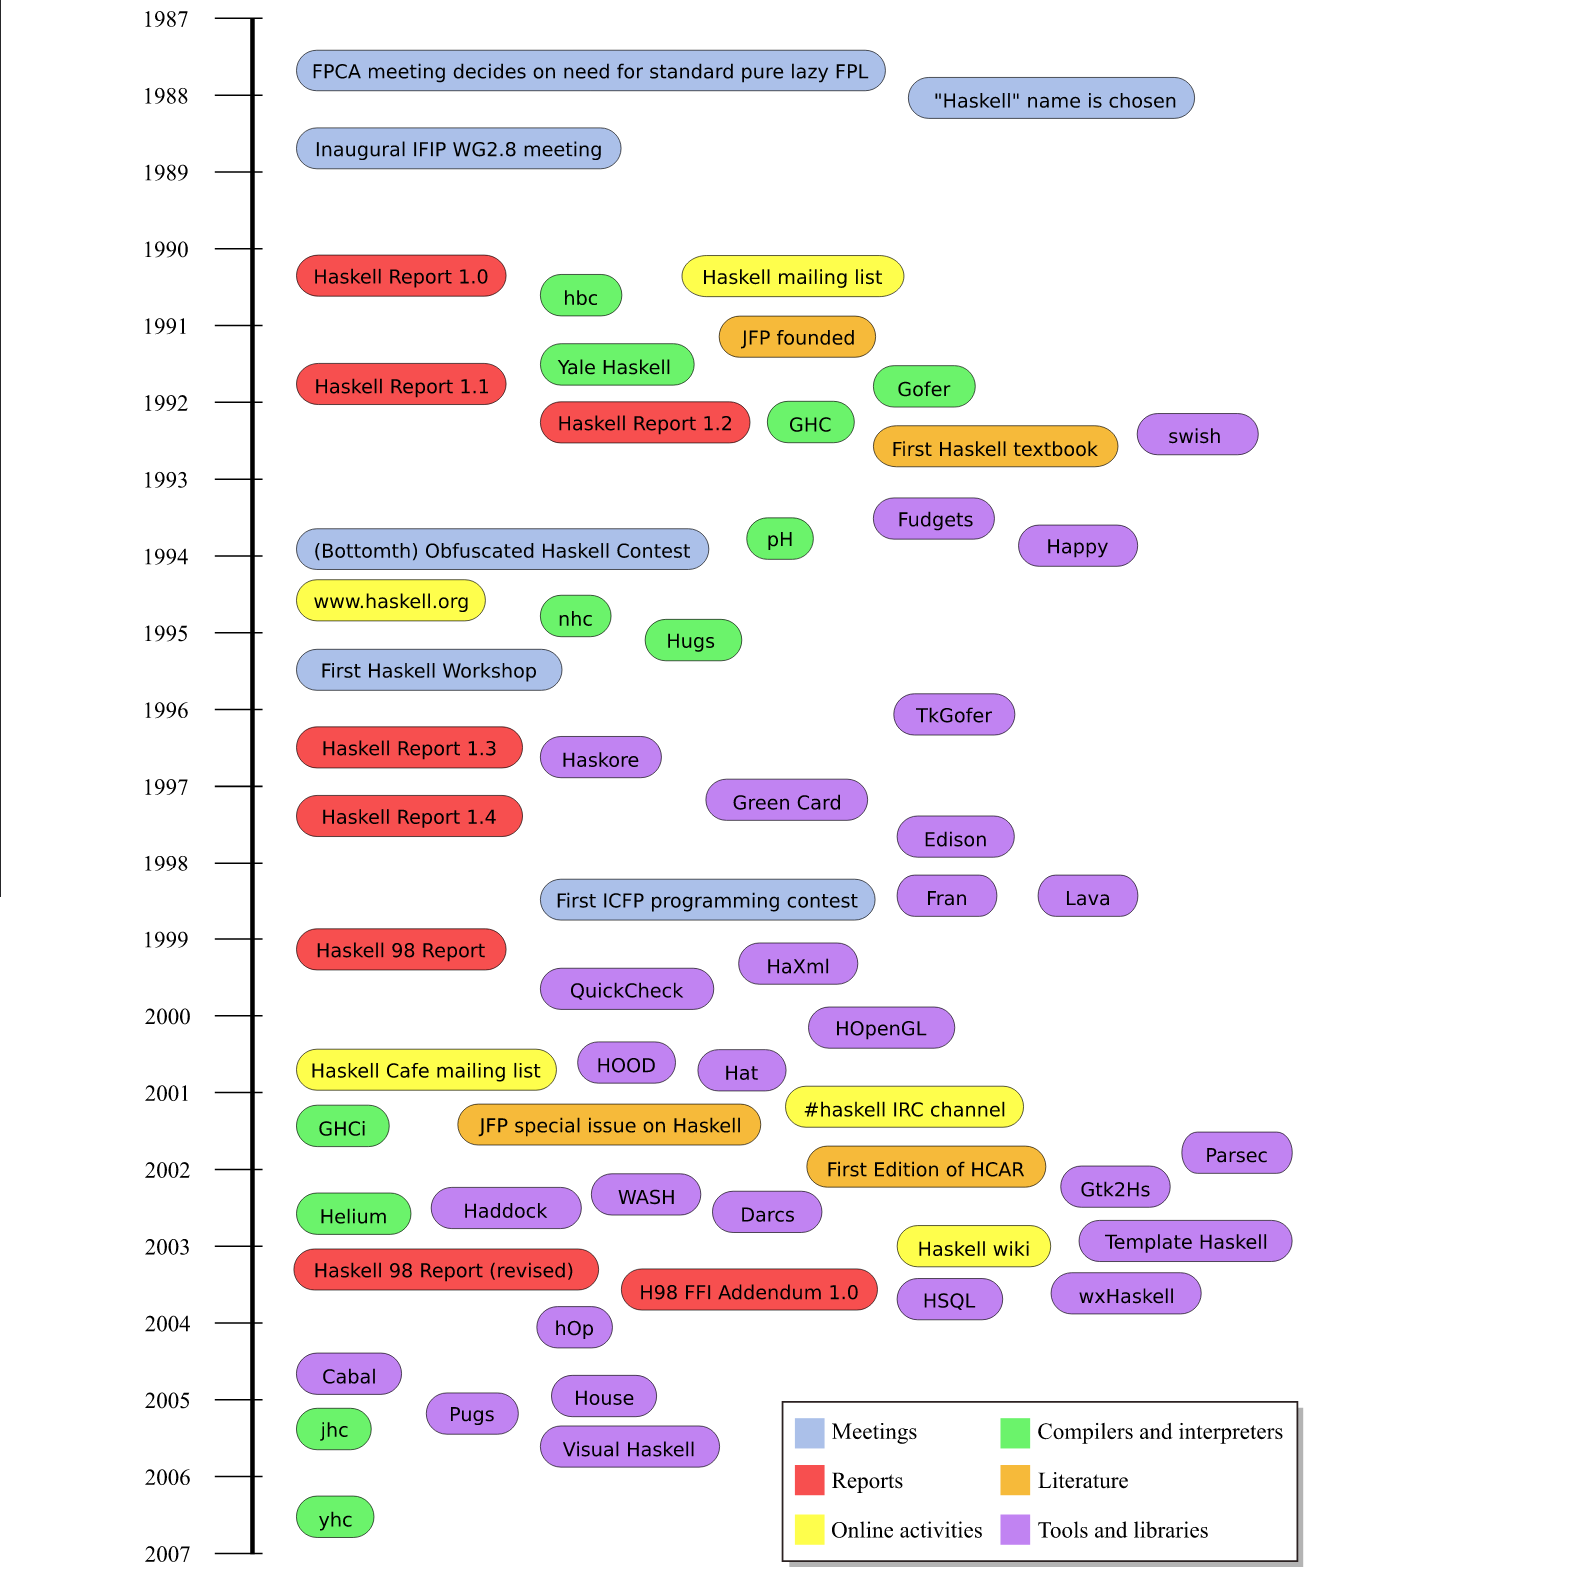 1987
FPCA meeting decides on need for standard pure lazy FPL
1988
"Haskell" name is chosen
Inaugural IFIP WG2.8 meeting
1989
1990
Haskell Report 1.0
Haskell mailing list
hbc
1991
JFP founded
Yale Haskell
Haskell Report 1.1
Gofer
1992
Haskell Report 1.2
GHC
swish
First Haskell textbook
1993
Fudgets
pH
Happy
(Bottomth) Obfuscated Haskell Contest
1994
www.haskell.org
nhc
1995
Hugs
First Haskell Workshop
1996
TkGofer
Haskell Report 1.3
Haskore
1997
Green Card
Haskell Report 1.4
Edison
1998
First ICFP programming contest
Fran
Lava
1999
Haskell 98 Report
HaXml
QuickCheck
2000
HOpenGL
HOOD
Haskell Cafe mailing list
Hat
2001
#haskell IRC channel
GHCi
JFP special issue on Haskell
Parsec
2002
First Edition of HCAR
Gtk2Hs
WASH
Haddock
Darcs
Helium
2003
Haskell wiki
Template Haskell
Haskell 98 Report (revised)
H98 FFI Addendum 1.0
HSQL
wxHaskell
2004
hOp
Cabal
2005
House
Pugs
jhc
Visual Haskell
2006
yhc
2007
Meetings
Compilers and interpreters
Reports
Literature
Online activities
Tools and libraries